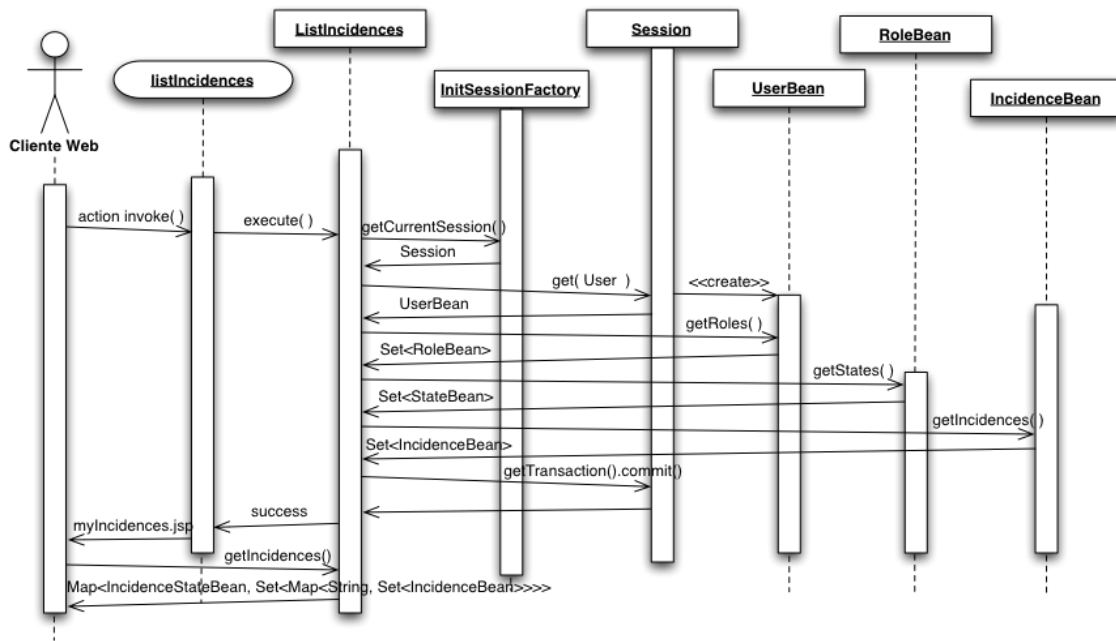 ListIncidences
Session
RoleBean
listIncidences
InitSessionFactory
UserBean
IncidenceBean
Cliente Web
action invoke( )
execute( )
getCurrentSession( )
Session
get( User )
<<create>>
UserBean
getRoles( )
Set<RoleBean>
getStates( )
Set<StateBean>
getIncidences( )
Set<IncidenceBean>
getTransaction().commit()
success
myIncidences.jsp
getIncidences()
Map<IncidenceStateBean, Set<Map<String, Set<IncidenceBean>>>>